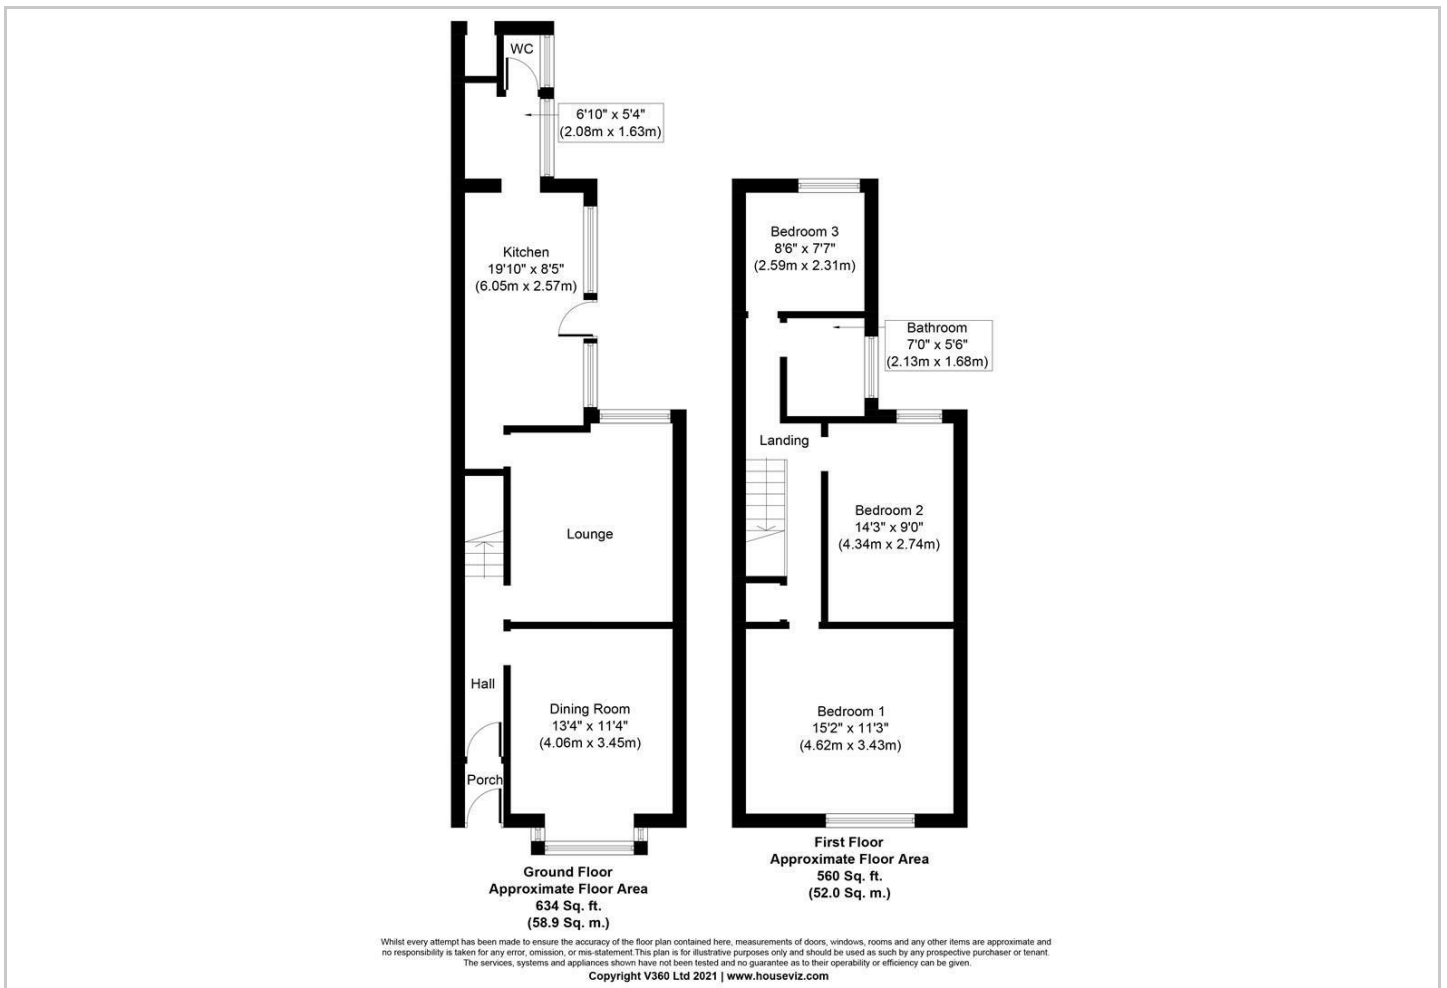 WC
6'10" x 5'4"
(2.08m x 1.63m)
Kitchen
19'10" x 8'5"
(6.05m x 2.57m)
Lounge
Hall
Dining Room
13'4" x 11'4"
(4.06m x 3.45m)
Porch
Ground Floor
Approximate Floor Area
634 Sq. ft.
(58.9 Sq. m.)
Bedroom 3
8'6" x 7'7"
(2.59m x 2.31m)
Bathroom
7'0" x 5'6"
(2.13m x 1.68m)
Landing
Bedroom 2
14'3" x 9'0"
(4.34m x 2.74m)
Bedroom 1
15'2" x 11'3"
(4.62m x 3.43m)
First Floor
Approximate Floor Area
560 Sq. ft.
(52.0 Sq. m.)
Whilst every attempt has been made to ensure the accuracy of the floor plan contained here, measurements of doors, windows, rooms and any other items are approximate and
no responsibility is taken for any error, omission, or mis-statement.This plan is for illustrative purposes only and should be used as such by any prospective purchaser or tenant.
The services, systems and appliances shown have not been tested and no guarantee as to their operability or efficiency can be given.
Copyright V360 Ltd 2021 | www.houseviz.com